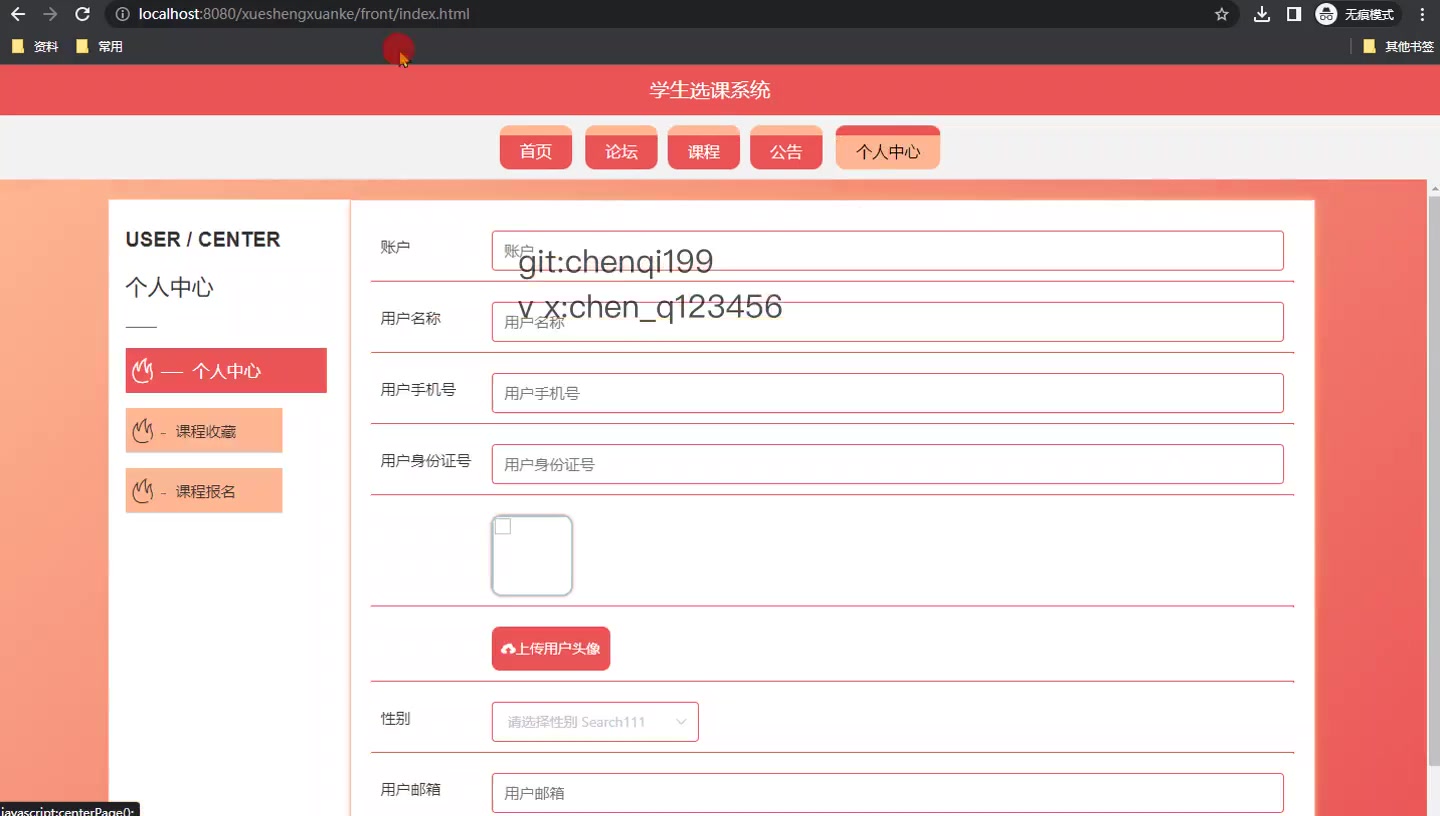 localhost:8080/xueshengxuanke/front/index.html
无痕模式
资料
常用
其他书签
学生选课系统
首页
论坛
课程
公告
个人中心
USER / CENTER
个人中心
个人中心
- 课程收藏
- 课程报名
账户
账户
git:chenqi199
v x:chen_q123456
用户名称
用户名称
用户手机号
用户手机号
用户身份证号
用户身份证号
上传用户头像
性别
请选择性别 Search111
用户邮箱
用户邮箱
javascript:centerPage();